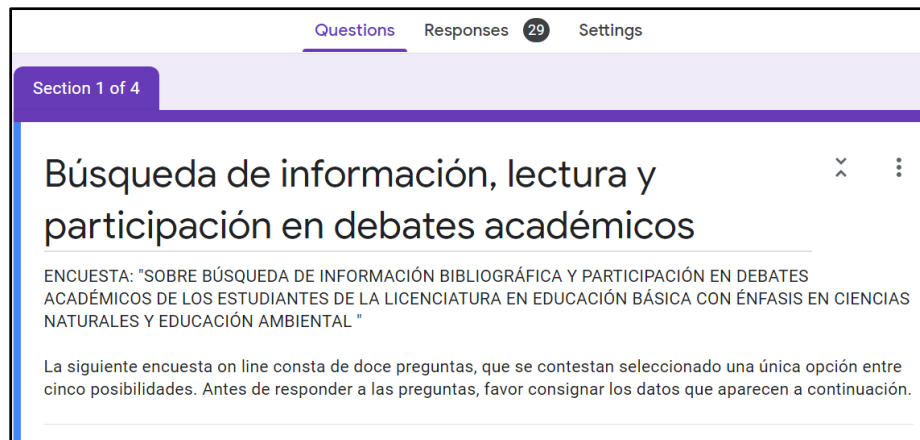 Questions Responses 29 Settings
Section 1 of 4
Búsqueda de información, lectura y
participación en debates académicos
ENCUESTA: "SOBRE BÚSQUEDA DE INFORMACIÓN BIBLIOGRÁFICA Y PARTICIPACIÓN EN DEBATES
ACADÉMICOS DE LOS ESTUDIANTES DE LA LICENCIATURA EN EDUCACIÓN BÁSICA CON ÉNFASIS EN CIENCIAS
NATURALES Y EDUCACIÓN AMBIENTAL "
La siguiente encuesta on line consta de doce preguntas, que se contestan seleccionado una única opción entre
cinco posibilidades. Antes de responder a las preguntas, favor consignar los datos que aparecen a continuación.